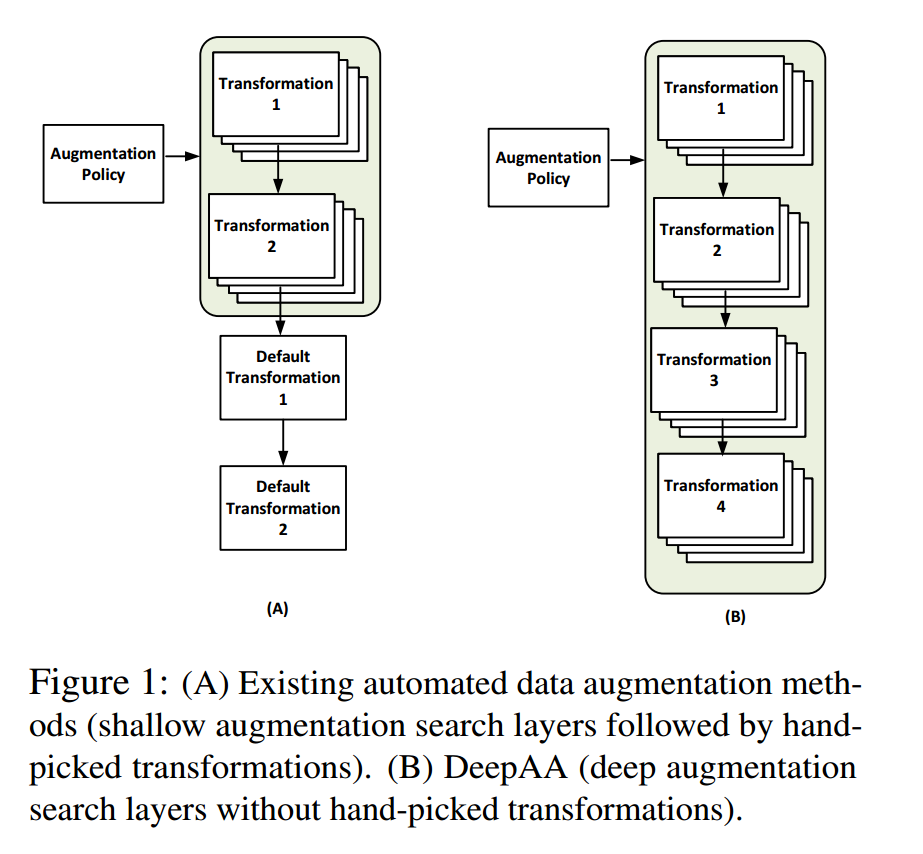 Transformation
1
Augmentation
Policy
Transformation
2
Default
Transformation
1
Default
Transformation
2
(A)
Transformation
1
Augmentation
Policy
Transformation
2
Transformation
3
Transformation
4
(B)
Figure 1: (A) Existing automated data augmentation meth-
ods (shallow augmentation search layers followed by hand-
picked transformations). (B) DeepAA (deep augmentation
search layers without hand-picked transformations).